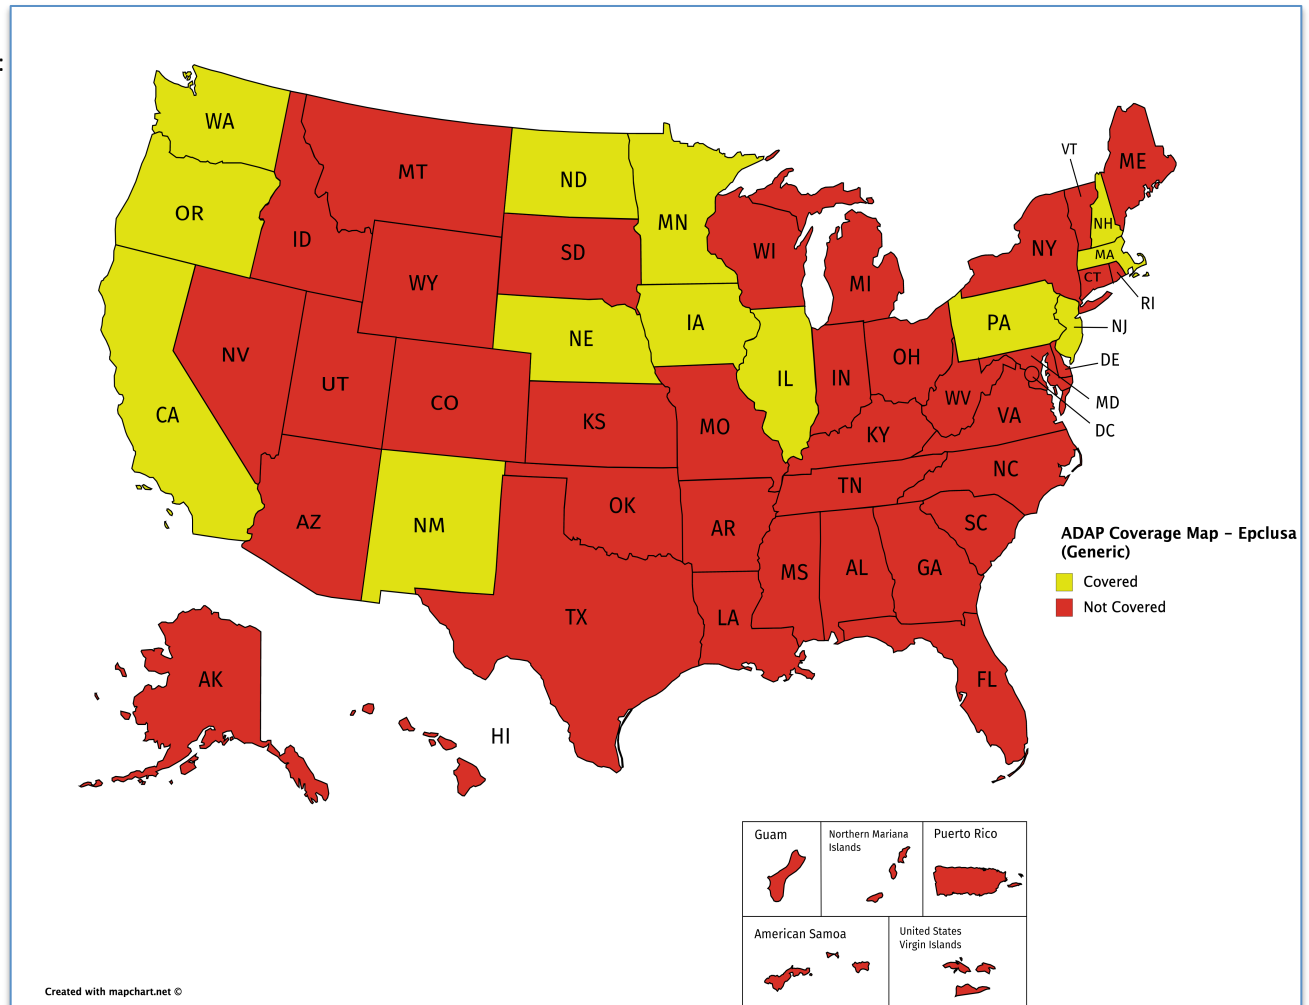 :
WA
OR
CA
ID
NV
MT
WY
UT
CO
AZ
NM
ND
SD
NE
KS
OK
TX
MN
IA
MO
AR
LA
WI
IL
MI
IN
OH
KY
TN
MS
AL
GA
FL
SC
NC
VA
WV
PA
NY
VT
NH
ME
MA
CT
RI
NJ
DE
MD
DC
AK
HI
ADAP Coverage Map – Epclusa
(Generic)
Covered
Not Covered
Guam
Northern Mariana
Islands
Puerto Rico
American Samoa
United States
Virgin Islands
Created with mapchart.net ©